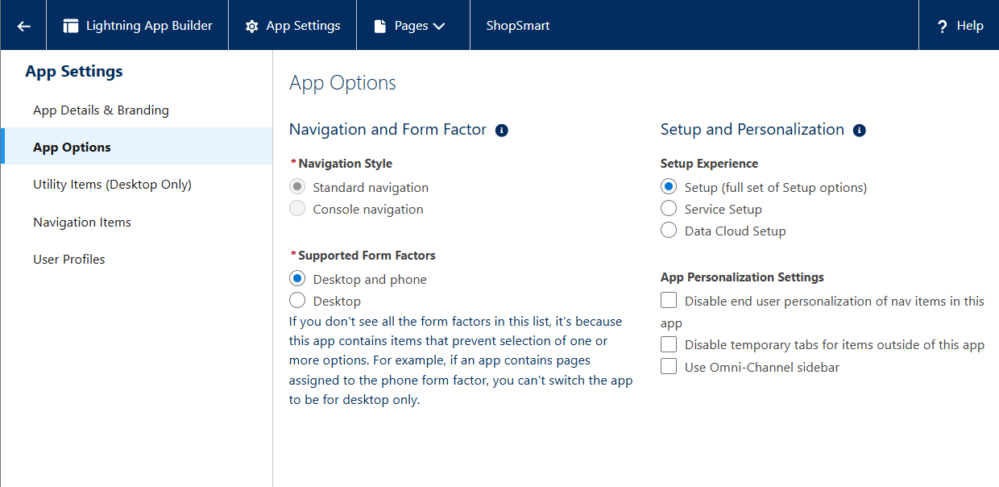 Lightning App Builder
App Settings
Pages
ShopSmart
? Help
App Settings
App Details & Branding
App Options
Utility Items (Desktop Only)
Navigation Items
User Profiles
App Options
Navigation and Form Factor
*Navigation Style
Standard navigation
Console navigation
*Supported Form Factors
Desktop and phone
Desktop
If you don't see all the form factors in this list, it's because
this app contains items that prevent selection of one or
more options. For example, if an app contains pages
assigned to the phone form factor, you can't switch the app
to be for desktop only.
Setup and Personalization
Setup Experience
Setup (full set of Setup options)
Service Setup
Data Cloud Setup
App Personalization Settings
Disable end user personalization of nav items in this
app
Disable temporary tabs for items outside of this app
Use Omni-Channel sidebar